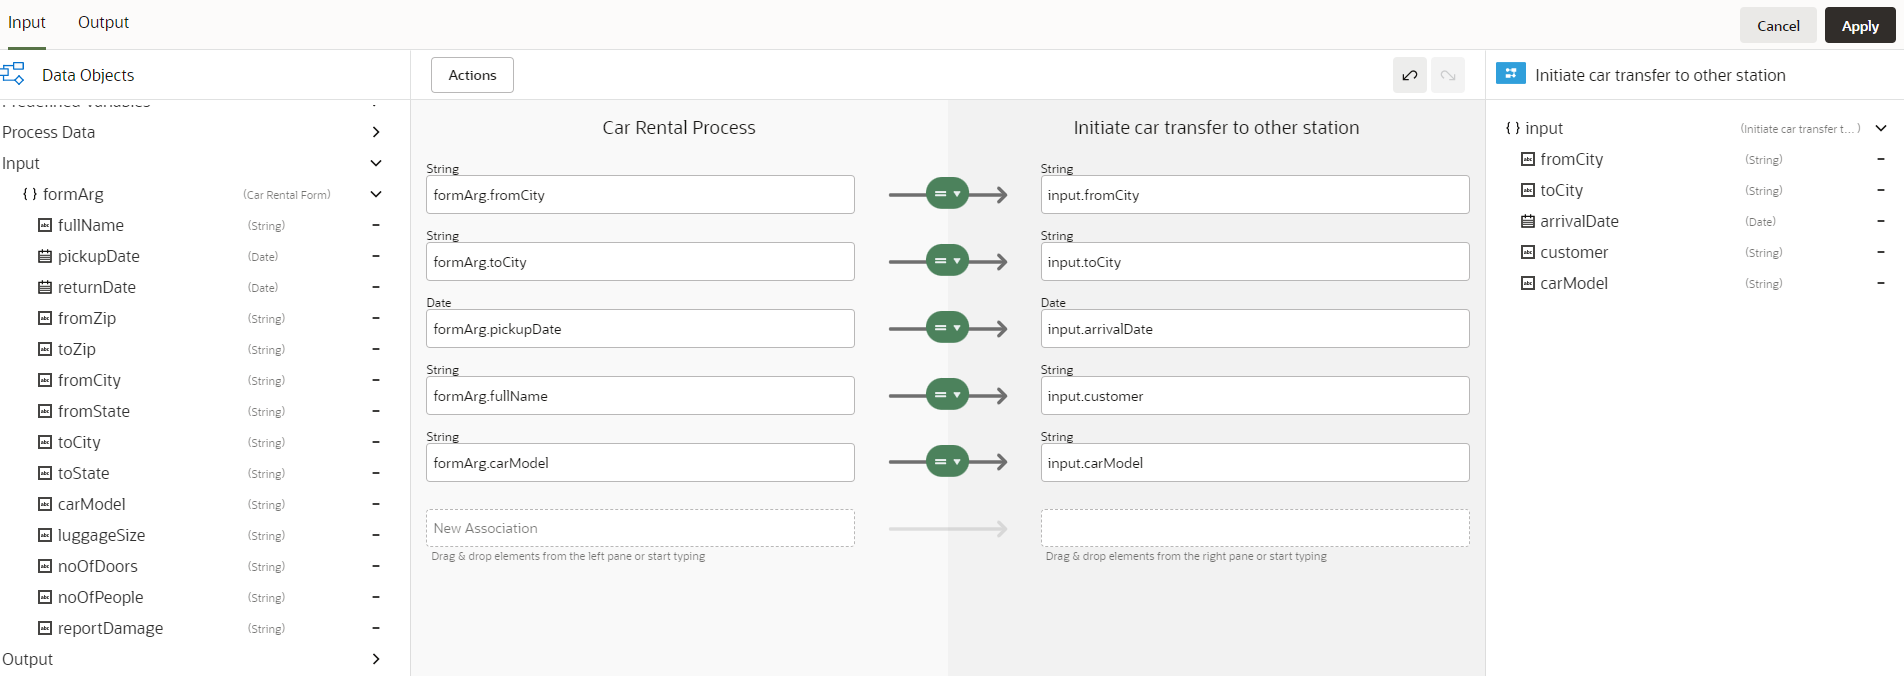 Input Output Cancel Apply
Data Objects
Actions
Initiate car transfer to other station
Predefined Variables
Process Data
Input
{ } formArg (Car Rental Form)
fullName (String)
pickupDate (Date)
returnDate (Date)
fromZip (String)
toZip (String)
fromCity (String)
fromState (String)
toCity (String)
toState (String)
carModel (String)
luggageSize (String)
noOfDoors (String)
noOfPeople (String)
reportDamage (String)
Output
Car Rental Process
Initiate car transfer to other station
String
formArg.fromCity
=
String
input.fromCity
String
formArg.toCity
=
String
input.toCity
Date
formArg.pickupDate
=
Date
input.arrivalDate
String
formArg.fullName
=
String
input.customer
String
formArg.carModel
=
String
input.carModel
New Association
Drag & drop elements from the left pane or start typing
Drag & drop elements from the right pane or start typing
{ } input (Initiate car transfer t... )
fromCity (String)
toCity (String)
arrivalDate (Date)
customer (String)
carModel (String)